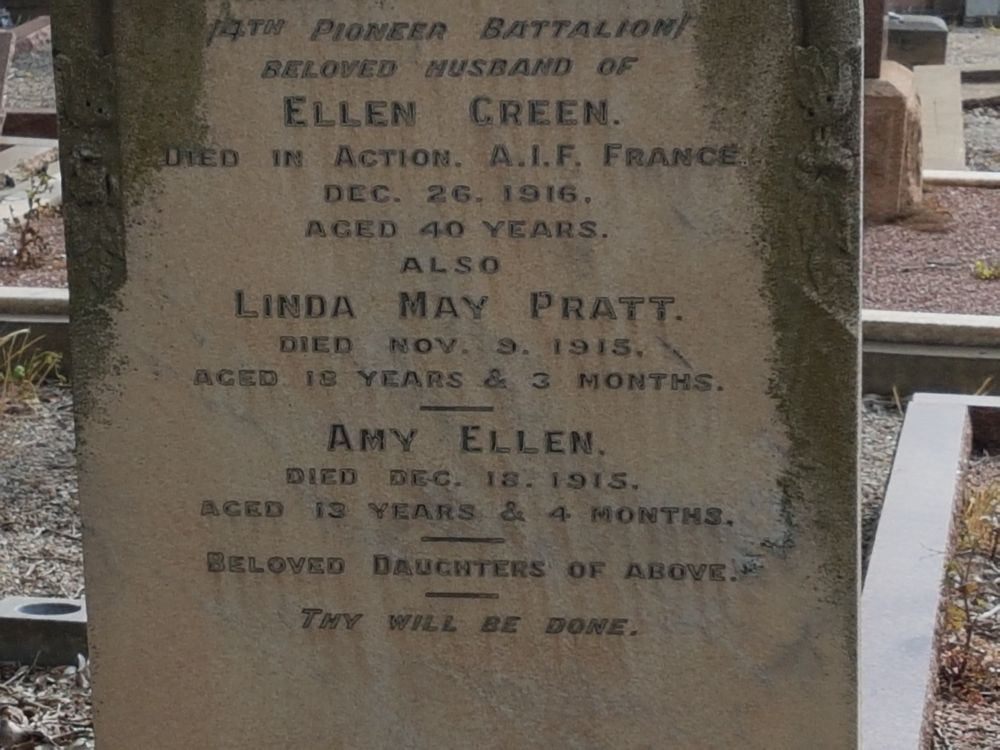 4TH PIONEER BATTALION
BELOVED HUSBAND OF
ELLEN GREEN.
DIED IN ACTION. A.I.F. FRANCE.
DEC. 26. 1916.
AGED 40 YEARS.
ALSO
LINDA MAY PRATT.
DIED NOV. 9. 1915.
AGED 18 YEARS & 3 MONTHS.
AMY ELLEN.
DIED DEC. 18. 1915.
AGED 13 YEARS & 4 MONTHS.
BELOVED DAUGHTERS OF ABOVE.
THY WILL BE DONE.